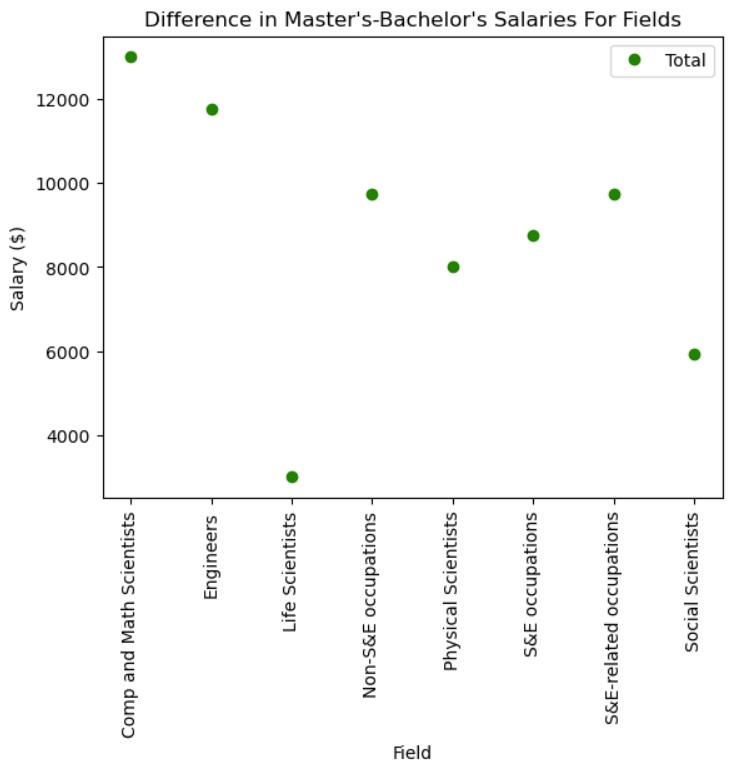 Difference in Master's-Bachelor's Salaries For Fields
Total
Salary ($)
12000
10000
8000
6000
4000
Comp and Math Scientists
Engineers
Life Scientists
Non-S&E occupations
Physical Scientists
S&E occupations
S&E-related occupations
Social Scientists
Field